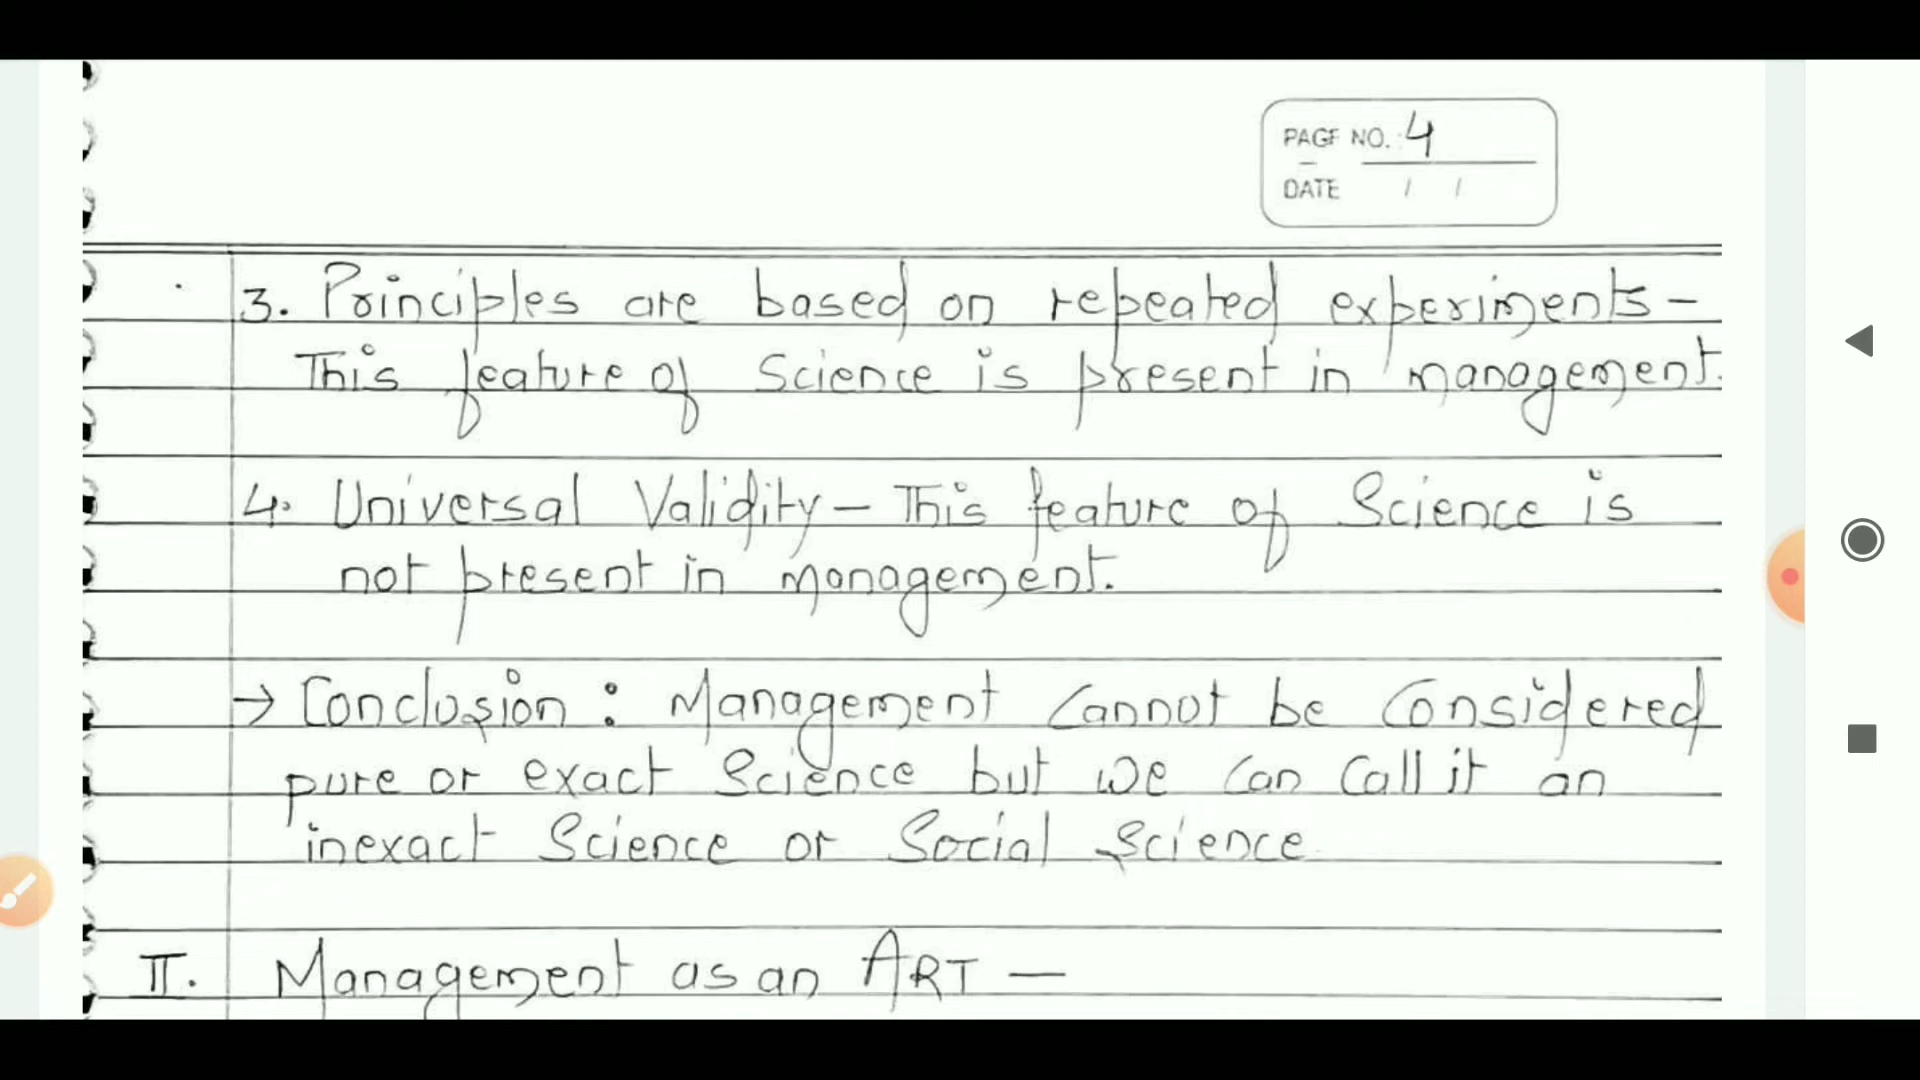 PAGE NO. 4
DATE / /
3. Principles are based on repeated experiments -
This feature of Science is present in management.
4. Universal Validity - This feature of Science is
not present in management.
→ Conclusion : Management Cannot be Considered
pure or exact Science but we Can Call it an
inexact Science or Social Science
II. Management as an ART —